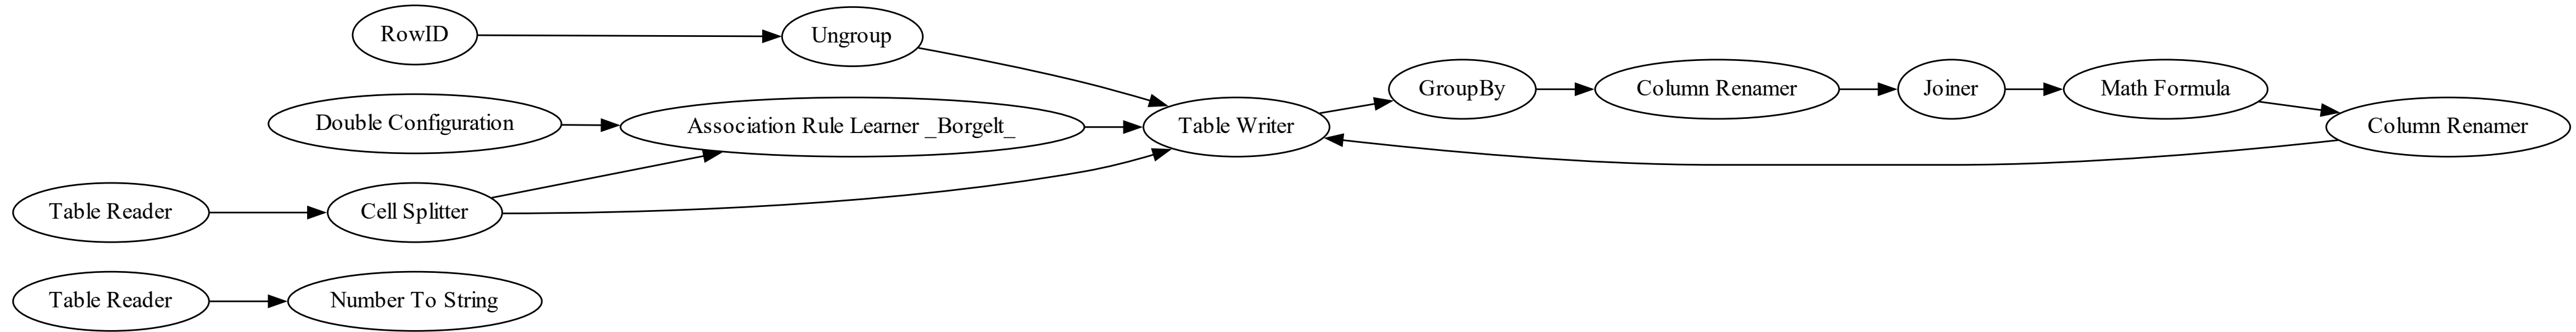 RowID
Ungroup
Double Configuration
Association Rule Learner _Borgelt_
Table Reader
Cell Splitter
Table Writer
GroupBy
Column Renamer
Joiner
Math Formula
Column Renamer
Table Reader
Number To String